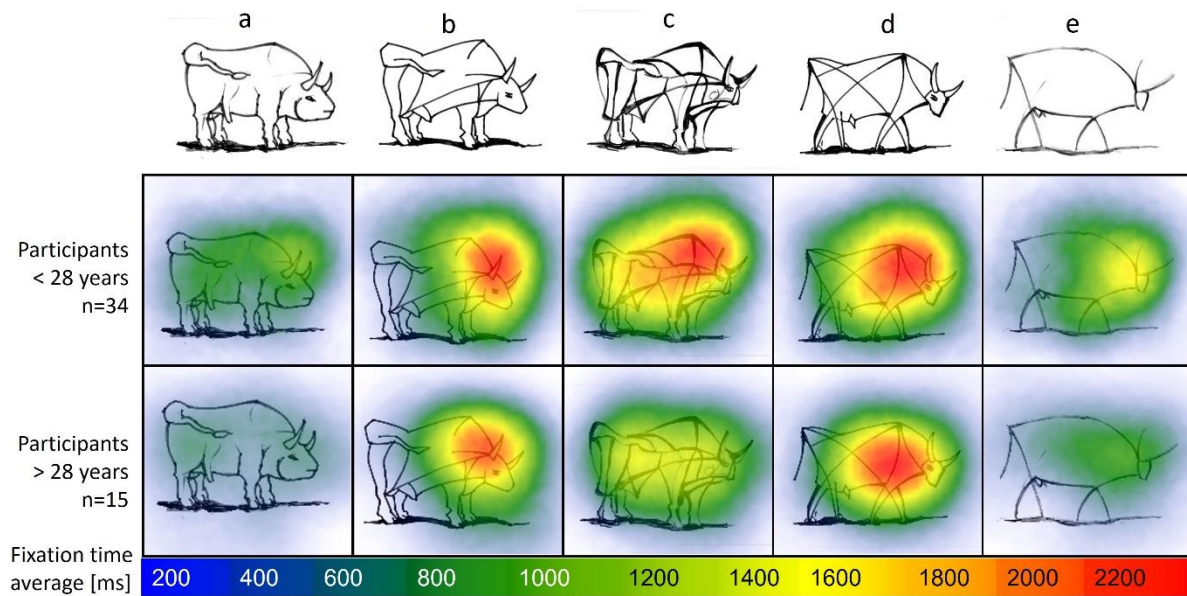 a b c d e
Participants
< 28 years
n=34
Participants
> 28 years
n=15
Fixation time
average [ms]
200 400 600 800 1000 1200 1400 1600 1800 2000 2200